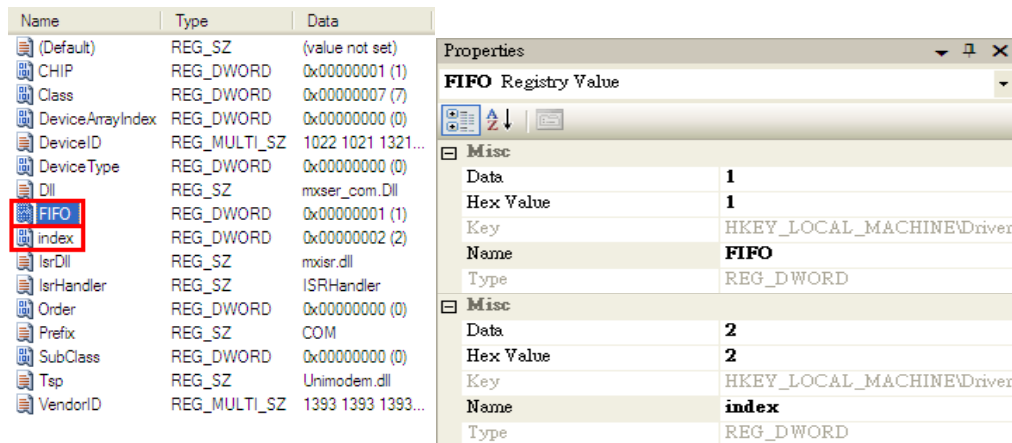 Name Type Data
(Default) REG_SZ (value not set)
CHIP REG_DWORD 0x00000001 (1)
Class REG_DWORD 0x00000007 (7)
DeviceArrayIndex REG_DWORD 0x00000000 (0)
DeviceID REG_MULTI_SZ 1022 1021 1321...
DeviceType REG_DWORD 0x00000000 (0)
Dll REG_SZ mxser_com.Dll
FIFO REG_DWORD 0x00000001 (1)
index REG_DWORD 0x00000002 (2)
IsrDll REG_SZ mxisr.dll
IsrHandler REG_SZ ISRHandler
Order REG_DWORD 0x00000000 (0)
Prefix REG_SZ COM
SubClass REG_DWORD 0x00000000 (0)
Tsp REG_SZ Unimodem.dll
VendorID REG_MULTI_SZ 1393 1393 1393...
Properties
FIFO Registry Value
Misc
Data 1
Hex Value 1
Key HKEY_LOCAL_MACHINE\Driver
Name FIFO
Type REG_DWORD
Misc
Data 2
Hex Value 2
Key HKEY_LOCAL_MACHINE\Driver
Name index
Type REG_DWORD